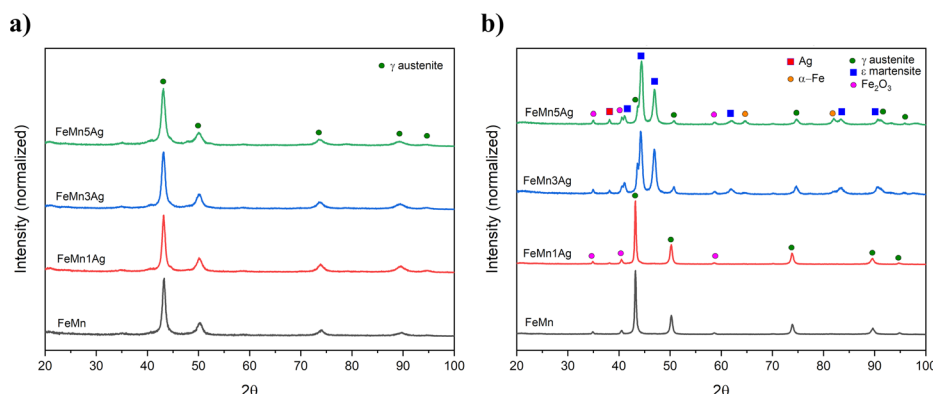 a)
γ austenite
FeMn5Ag
FeMn3Ag
FeMn1Ag
FeMn
Intensity (normalized)
20 30 40 50 60 70 80 90 100
2θ
b)
Ag
γ austenite
α−Fe
ε martensite
Fe₂O₃
FeMn5Ag
FeMn3Ag
FeMn1Ag
FeMn
Intensity (normalized)
20 30 40 50 60 70 80 90 100
2θ